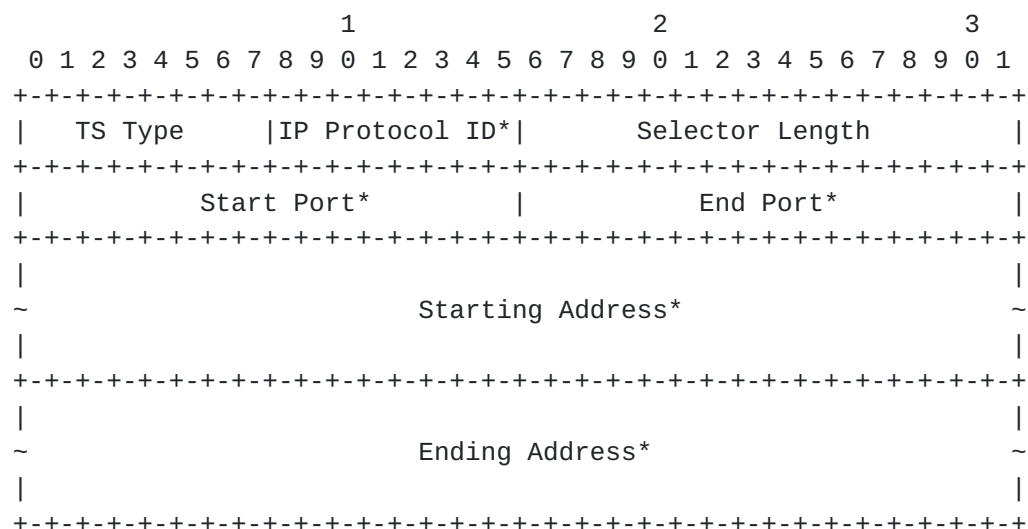 1                   2                   3
 0 1 2 3 4 5 6 7 8 9 0 1 2 3 4 5 6 7 8 9 0 1 2 3 4 5 6 7 8 9 0 1
+-+-+-+-+-+-+-+-+-+-+-+-+-+-+-+-+-+-+-+-+-+-+-+-+-+-+-+-+-+-+-+-+
|   TS Type     |IP Protocol ID*|       Selector Length         |
+-+-+-+-+-+-+-+-+-+-+-+-+-+-+-+-+-+-+-+-+-+-+-+-+-+-+-+-+-+-+-+-+
|           Start Port*         |           End Port*           |
+-+-+-+-+-+-+-+-+-+-+-+-+-+-+-+-+-+-+-+-+-+-+-+-+-+-+-+-+-+-+-+-+
|                                                               |
~                         Starting Address*                     ~
|                                                               |
+-+-+-+-+-+-+-+-+-+-+-+-+-+-+-+-+-+-+-+-+-+-+-+-+-+-+-+-+-+-+-+-+
|                                                               |
~                         Ending Address*                       ~
|                                                               |
+-+-+-+-+-+-+-+-+-+-+-+-+-+-+-+-+-+-+-+-+-+-+-+-+-+-+-+-+-+-+-+-+